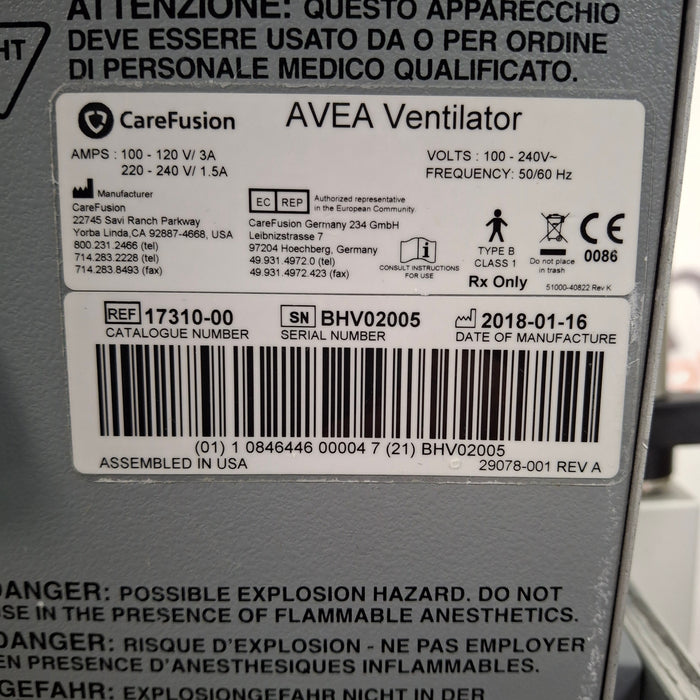 HT
ATTENZIONE: QUESTO APPARECCHIO
DEVE ESSERE USATO DA O PER ORDINE
DI PERSONALE MEDICO QUALIFICATO.
CareFusion
AVEA Ventilator
AMPS : 100 - 120 V/ 3A
220 - 240 V/ 1.5A
VOLTS : 100 - 240V~
FREQUENCY: 50/60 Hz
Manufacturer
CareFusion
22745 Savi Ranch Parkway
Yorba Linda,CA 92887-4668, USA
800.231.2466 (tel)
714.283.2228 (tel)
714.283.8493 (fax)
EC REP
Authorized representative
in the European Community
CareFusion Germany 234 GmbH
Leibnizstrasse 7
97204 Hoechberg, Germany
49.931.4972.0 (tel)
49.931.4972.423 (fax)
CONSULT INSTRUCTIONS
FOR USE
TYPE B
CLASS 1
Rx Only
Do not place
in trash
CE
0086
51000-40822 Rev K
REF 17310-00
CATALOGUE NUMBER
SN BHV02005
SERIAL NUMBER
2018-01-16
DATE OF MANUFACTURE
(01) 1 0846446 00004 7 (21) BHV02005
ASSEMBLED IN USA
29078-001 REV A
DANGER: POSSIBLE EXPLOSION HAZARD. DO NOT
USE IN THE PRESENCE OF FLAMMABLE ANESTHETICS.
DANGER: RISQUE D'EXPLOSION - NE PAS EMPLOYER
EN PRESENCE D'ANESTHESIQUES INFLAMMABLES.
GEFAHR: EXPLOSIONGEFAHR NICHT IN DER